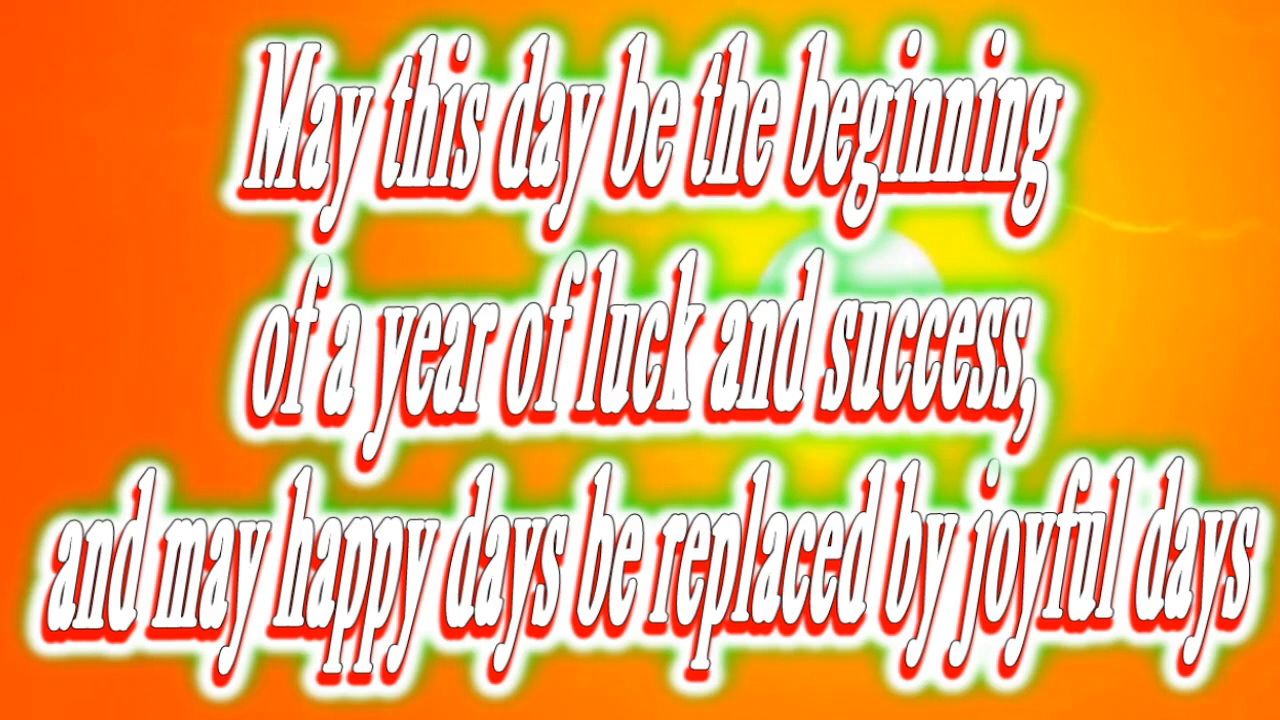 May this day be the beginning
of a year of luck and success,
and may happy days be replaced by joyful days